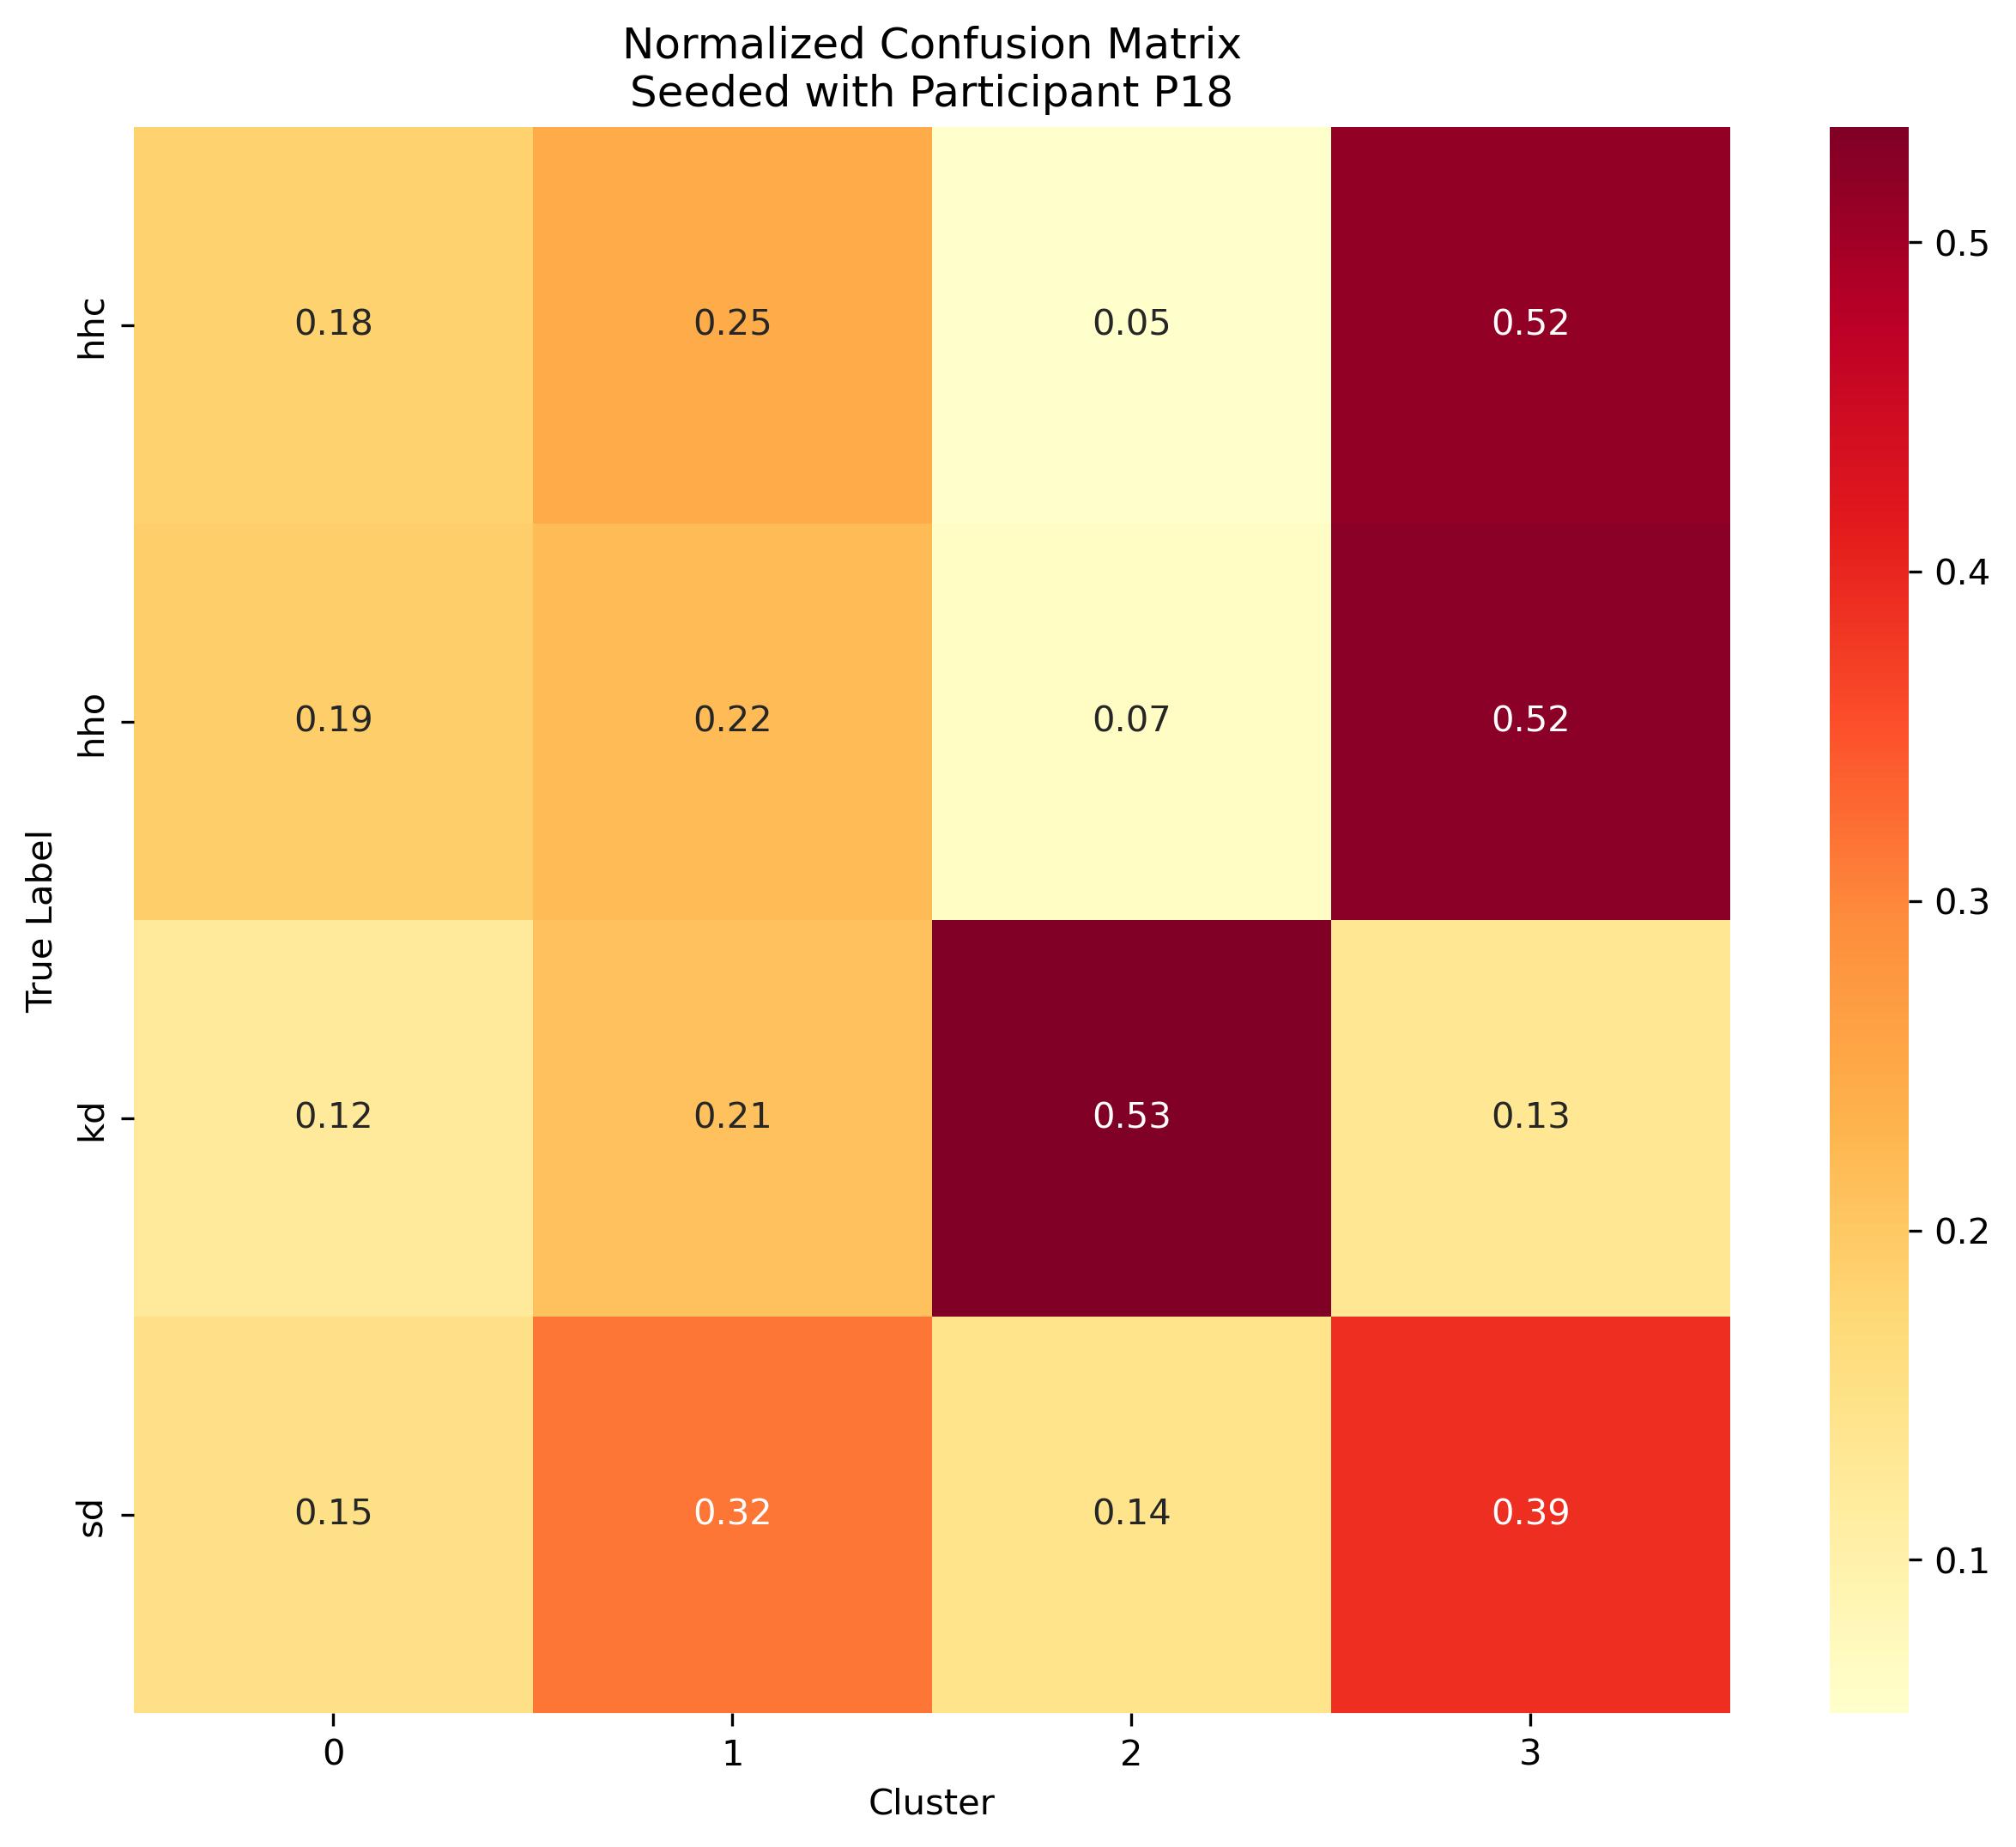 Normalized Confusion Matrix
Seeded with Participant P18
True Label
hhc
0.18 0.25 0.05 0.52
hho
0.19 0.22 0.07 0.52
kd
0.12 0.21 0.53 0.13
sd
0.15 0.32 0.14 0.39
0 1 2 3
Cluster
0.5
0.4
0.3
0.2
0.1